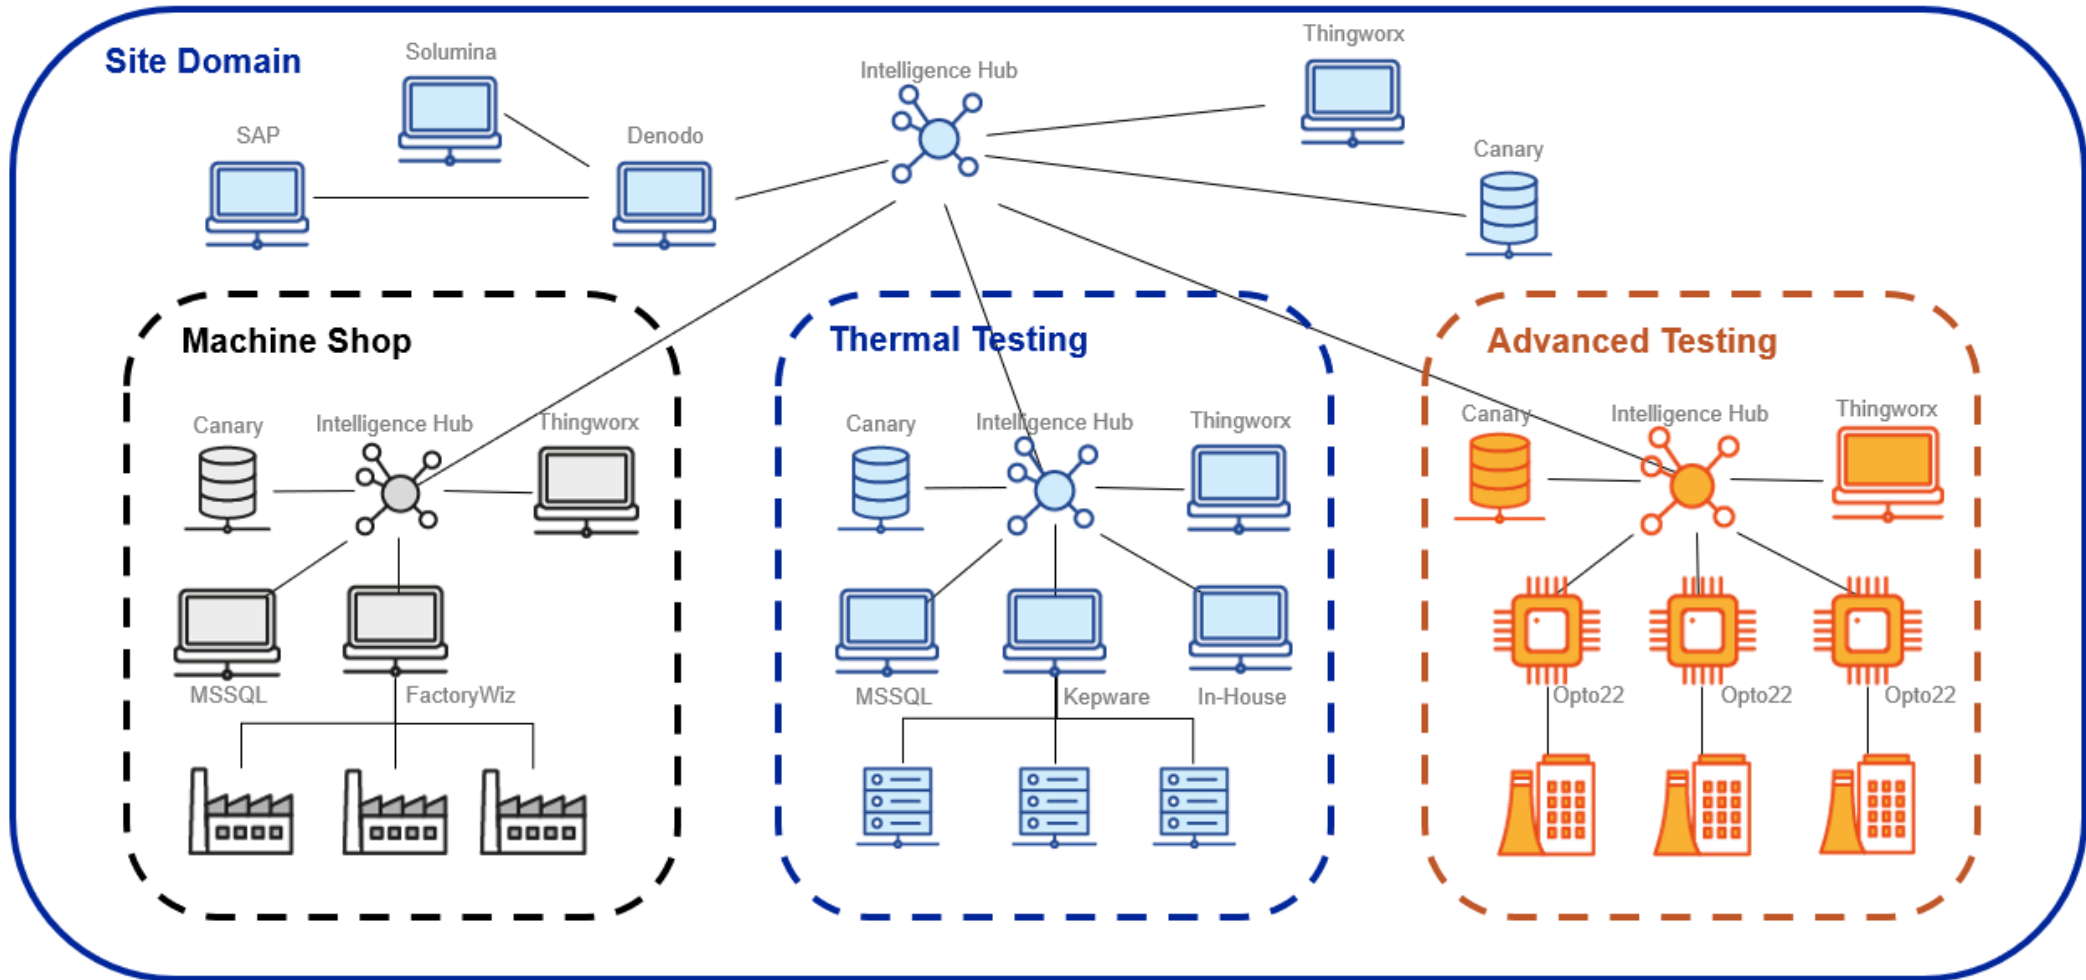 Site Domain
Solumina
SAP
Denodo
Intelligence Hub
Thingworx
Canary
Machine Shop
Canary
Intelligence Hub
Thingworx
MSSQL
FactoryWiz
Thermal Testing
Canary
Intelligence Hub
Thingworx
MSSQL
Kepware
In-House
Advanced Testing
Canary
Intelligence Hub
Thingworx
Opto22
Opto22
Opto22